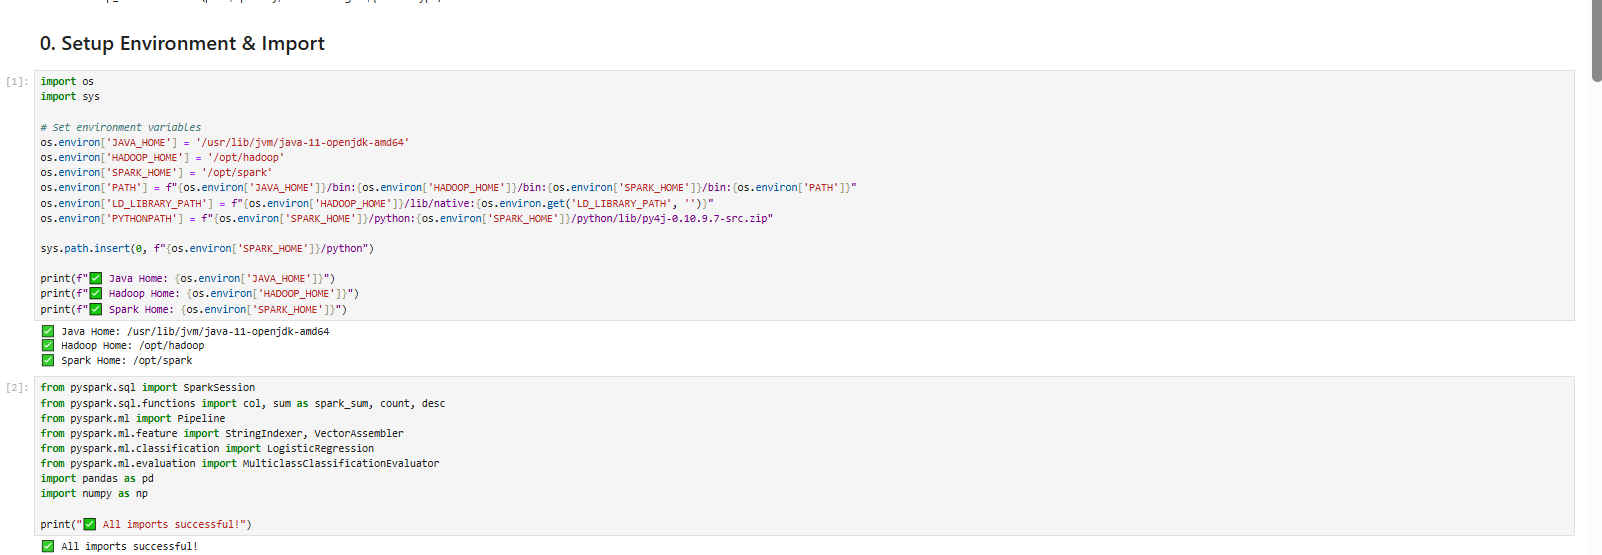 0. Setup Environment & Import
[1]:
import os
import sys
# Set environment variables
os.environ['JAVA_HOME'] = '/usr/lib/jvm/java-11-openjdk-amd64'
os.environ['HADOOP_HOME'] = '/opt/hadoop'
os.environ['SPARK_HOME'] = '/opt/spark'
os.environ['PATH'] = f"{os.environ['JAVA_HOME']}/bin:{os.environ['HADOOP_HOME']}/bin:{os.environ['SPARK_HOME']}/bin:{os.environ['PATH']}"
os.environ['LD_LIBRARY_PATH'] = f"{os.environ['HADOOP_HOME']}/lib/native:{os.environ.get('LD_LIBRARY_PATH', '')}"
os.environ['PYTHONPATH'] = f"{os.environ['SPARK_HOME']}/python:{os.environ['SPARK_HOME']}/python/lib/py4j-0.10.9.7-src.zip"
sys.path.insert(0, f"{os.environ['SPARK_HOME']}/python")
print(f"✅ Java Home: {os.environ['JAVA_HOME']}")
print(f"✅ Hadoop Home: {os.environ['HADOOP_HOME']}")
print(f"✅ Spark Home: {os.environ['SPARK_HOME']}")
✅ Java Home: /usr/lib/jvm/java-11-openjdk-amd64
✅ Hadoop Home: /opt/hadoop
✅ Spark Home: /opt/spark
[2]:
from pyspark.sql import SparkSession
from pyspark.sql.functions import col, sum as spark_sum, count, desc
from pyspark.ml import Pipeline
from pyspark.ml.feature import StringIndexer, VectorAssembler
from pyspark.ml.classification import LogisticRegression
from pyspark.ml.evaluation import MulticlassClassificationEvaluator
import pandas as pd
import numpy as np
print("✅ All imports successful!")
✅ All imports successful!